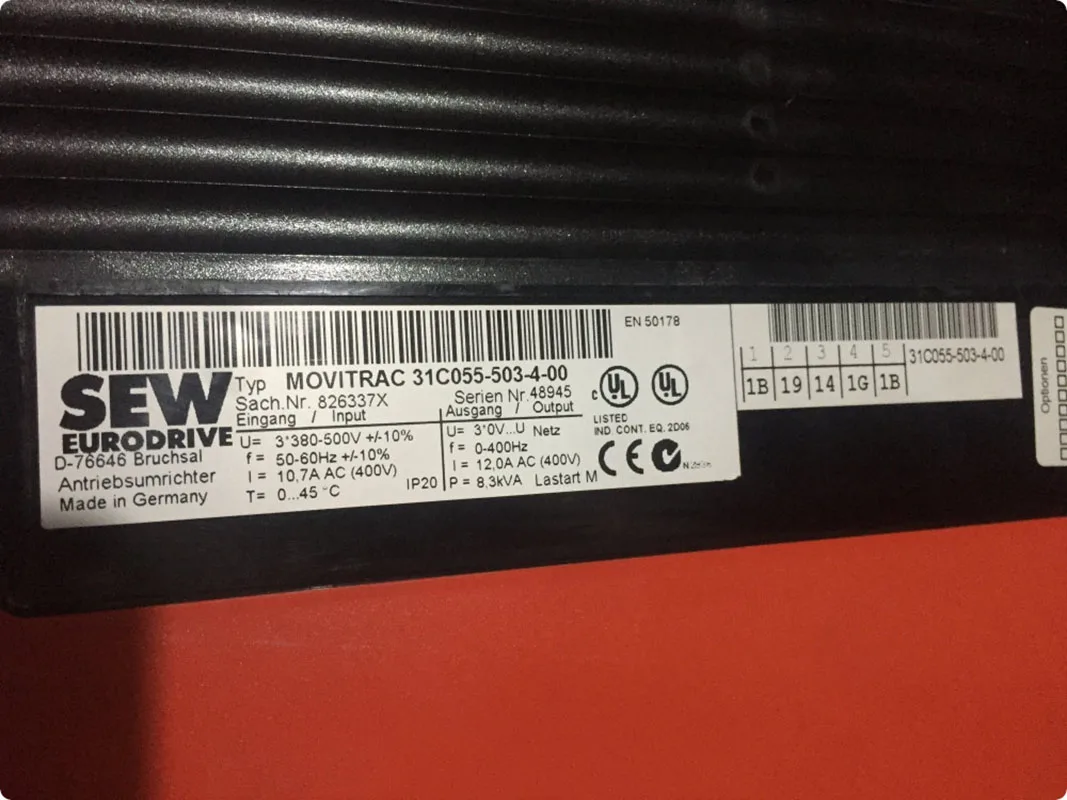 EN 50178
SEW
EURODRIVE
D-76646 Bruchsal
Antriebsumrichter
Made in Germany
Typ MOVITRAC 31C055-503-4-00
Sach.Nr. 826337X Serien Nr. 48945
Eingang / Input
U= 3*380-500V +/-10%
f = 50-60Hz +/-10%
I = 10,7A AC (400V)
T= 0...45 °C
IP20
Ausgang / Output
U= 3*0V...U Netz
f = 0-400Hz
I = 12,0A AC (400V)
P = 8,3kVA Lastart M
c UL UL
LISTED
IND. CONT. EQ. 2D06
CE
1 2 3 4 5
1B 19 14 1G 1B
31C055-503-4-00
Optionen